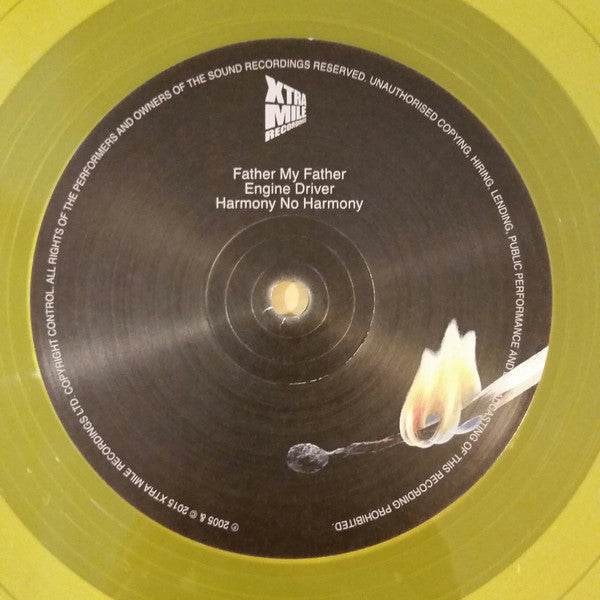 XTRA
MILE
RECORDINGS
Father My Father
Engine Driver
Harmony No Harmony
℗ 2005 & © 2015 XTRA MILE RECORDINGS LTD. COPYRIGHT CONTROL. ALL RIGHTS OF THE PERFORMERS AND OWNERS OF THE SOUND RECORDINGS RESERVED. UNAUTHORISED COPYING, HIRING, LENDING, PUBLIC PERFORMANCE AND BROADCASTING OF THIS RECORDING PROHIBITED.